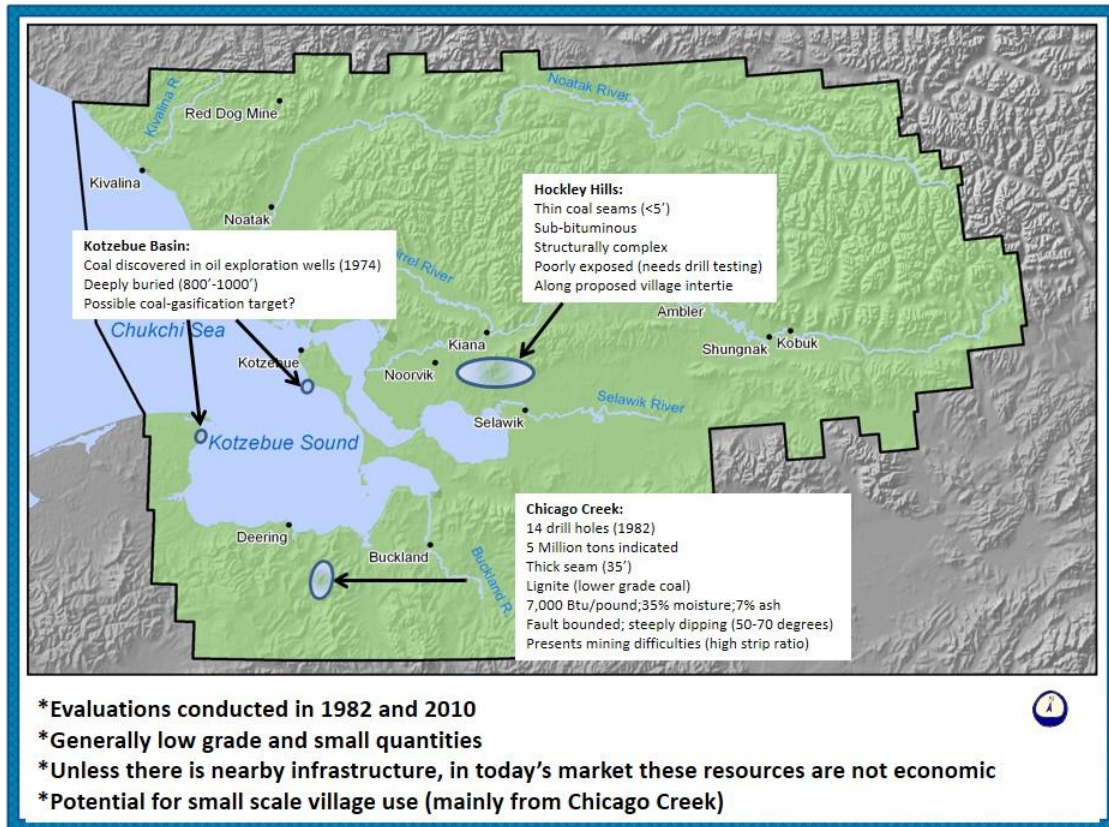 Kivalina R.
Red Dog Mine
Noatak River
Kivalina
Noatak
Hockley Hills:
Thin coal seams (<5’)
Sub-bituminous
Structurally complex
Poorly exposed (needs drill testing)
Along proposed village intertie
Kotzebue Basin:
Coal discovered in oil exploration wells (1974)
Deeply buried (800’-1000’)
Possible coal-gasification target?
River
Chukchi Sea
Ambler
Kiana
Shungnak
Kobuk
Kotzebue
Noorvik
Selawik River
Selawik
Kotzebue Sound
Deering
Buckland
Buckland R.
Chicago Creek:
14 drill holes (1982)
5 Million tons indicated
Thick seam (35’)
Lignite (lower grade coal)
7,000 Btu/pound;35% moisture;7% ash
Fault bounded; steeply dipping (50-70 degrees)
Presents mining difficulties (high strip ratio)
*Evaluations conducted in 1982 and 2010
*Generally low grade and small quantities
*Unless there is nearby infrastructure, in today’s market these resources are not economic
*Potential for small scale village use (mainly from Chicago Creek)